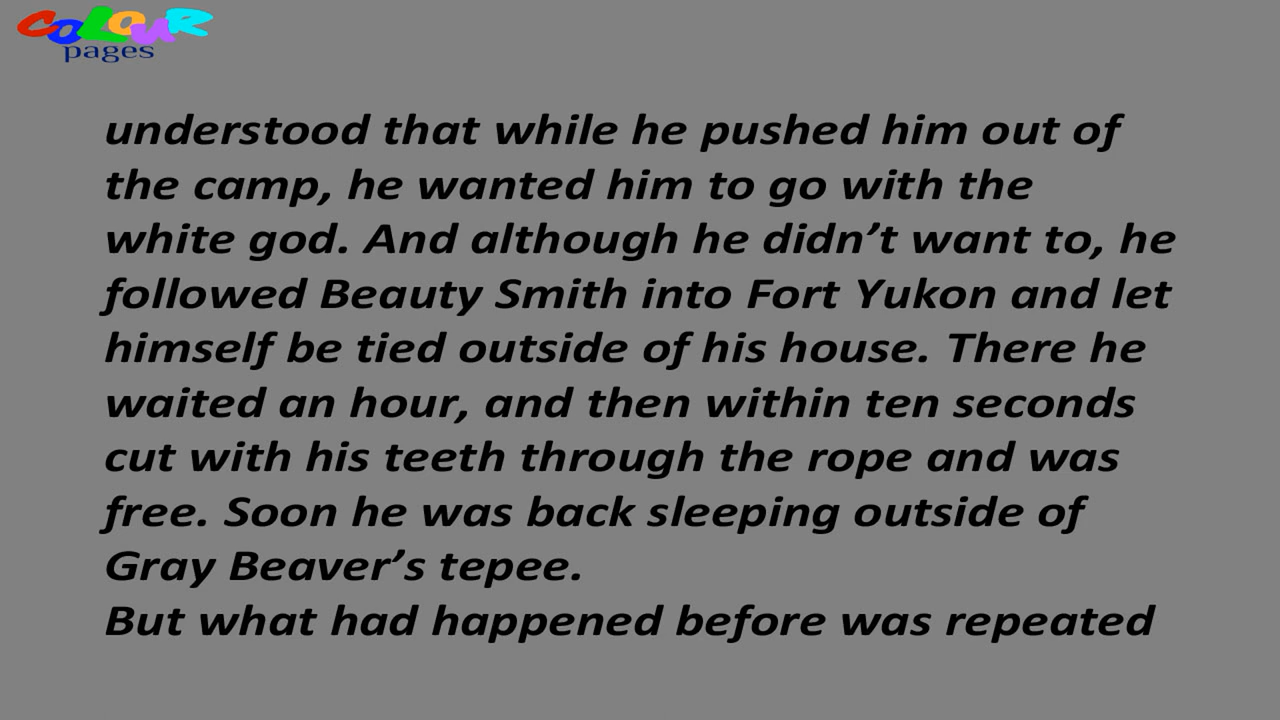 COLOUR
pages
understood that while he pushed him out of
the camp, he wanted him to go with the
white god. And although he didn’t want to, he
followed Beauty Smith into Fort Yukon and let
himself be tied outside of his house. There he
waited an hour, and then within ten seconds
cut with his teeth through the rope and was
free. Soon he was back sleeping outside of
Gray Beaver’s tepee.
But what had happened before was repeated